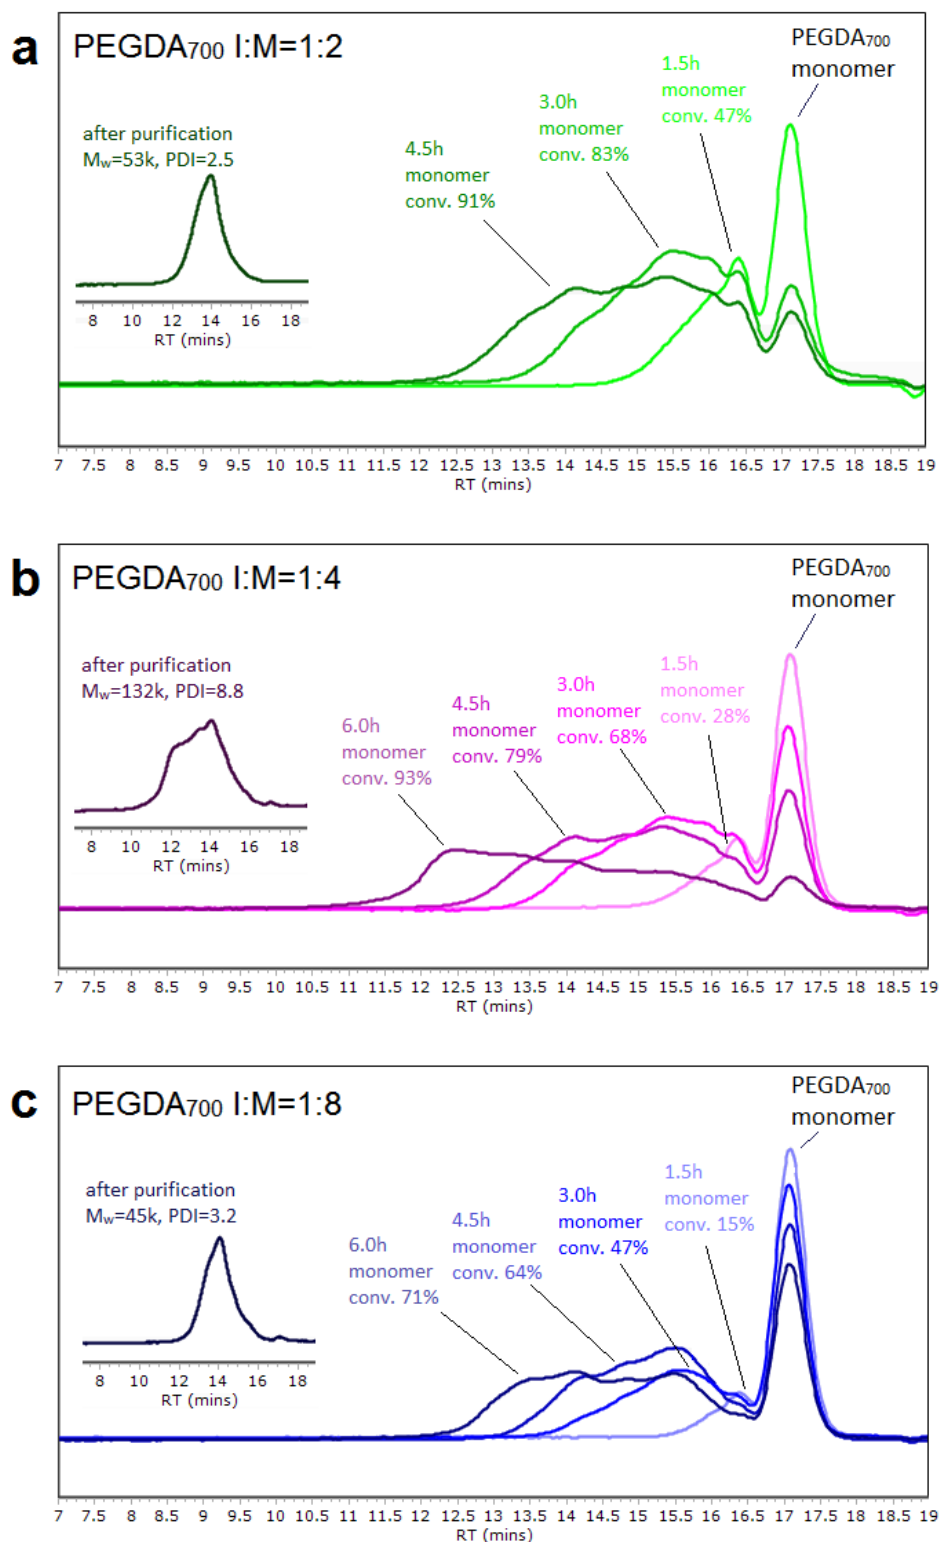 a
PEGDA700 I:M=1:2
PEGDA700
monomer
1.5h
monomer
conv. 47%
3.0h
monomer
conv. 83%
4.5h
monomer
conv. 91%
after purification
Mw=53k, PDI=2.5
8 10 12 14 16 18
RT (mins)
7 7.5 8 8.5 9 9.5 10 10.5 11 11.5 12 12.5 13 13.5 14 14.5 15 15.5 16 16.5 17 17.5 18 18.5 19
RT (mins)
b
PEGDA700 I:M=1:4
PEGDA700
monomer
1.5h
monomer
conv. 28%
3.0h
monomer
conv. 68%
4.5h
monomer
conv. 79%
6.0h
monomer
conv. 93%
after purification
Mw=132k, PDI=8.8
8 10 12 14 16 18
RT (mins)
7 7.5 8 8.5 9 9.5 10 10.5 11 11.5 12 12.5 13 13.5 14 14.5 15 15.5 16 16.5 17 17.5 18 18.5 19
RT (mins)
c
PEGDA700 I:M=1:8
PEGDA700
monomer
1.5h
monomer
conv. 15%
3.0h
monomer
conv. 47%
4.5h
monomer
conv. 64%
6.0h
monomer
conv. 71%
after purification
Mw=45k, PDI=3.2
8 10 12 14 16 18
RT (mins)
7 7.5 8 8.5 9 9.5 10 10.5 11 11.5 12 12.5 13 13.5 14 14.5 15 15.5 16 16.5 17 17.5 18 18.5 19
RT (mins)